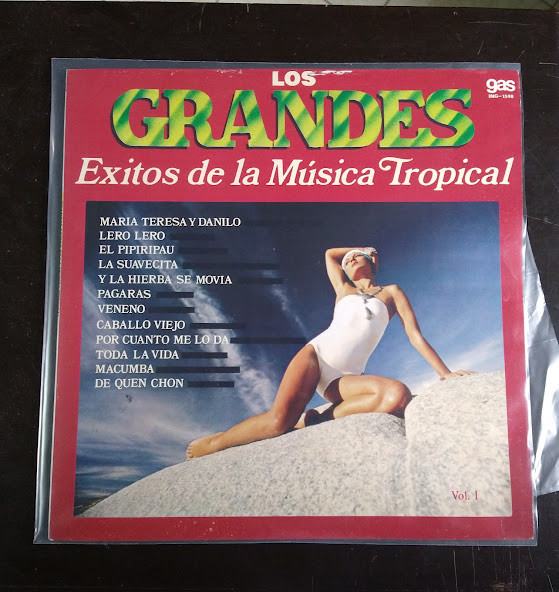 LOS
gas
ING-1346
GRANDES
Exitos de la Música Tropical
MARIA TERESA Y DANILO
LERO LERO
EL PIPIRIPAU
LA SUAVECITA
Y LA HIERBA SE MOVIA
PAGARAS
VENENO
CABALLO VIEJO
POR CUANTO ME LO DA
TODA LA VIDA
MACUMBA
DE QUEN CHON
Vol. 1